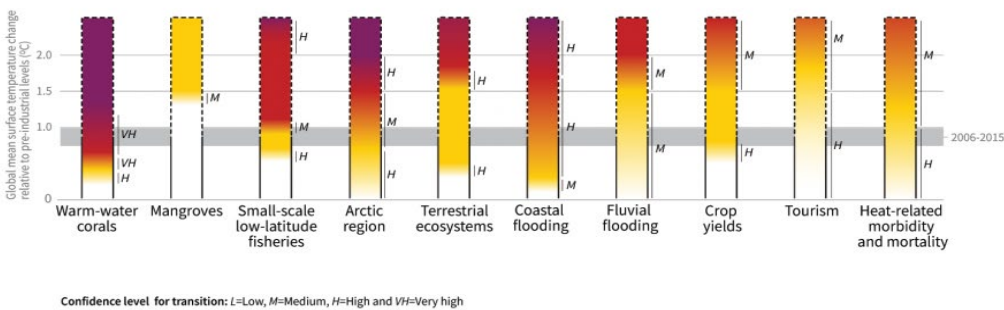 Global mean surface temperature change
relative to pre-industrial levels (°C)
2.0
1.5
1.0
0
2006-2015
VH
VH
H
M
H
M
H
H
M
H
H
H
H
H
M
M
M
M
H
M
H
M
H
Warm-water
corals
Mangroves
Small-scale
low-latitude
fisheries
Arctic
region
Terrestrial
ecosystems
Coastal
flooding
Fluvial
flooding
Crop
yields
Tourism
Heat-related
morbidity
and mortality
Confidence level for transition: L=Low, M=Medium, H=High and VH=Very high